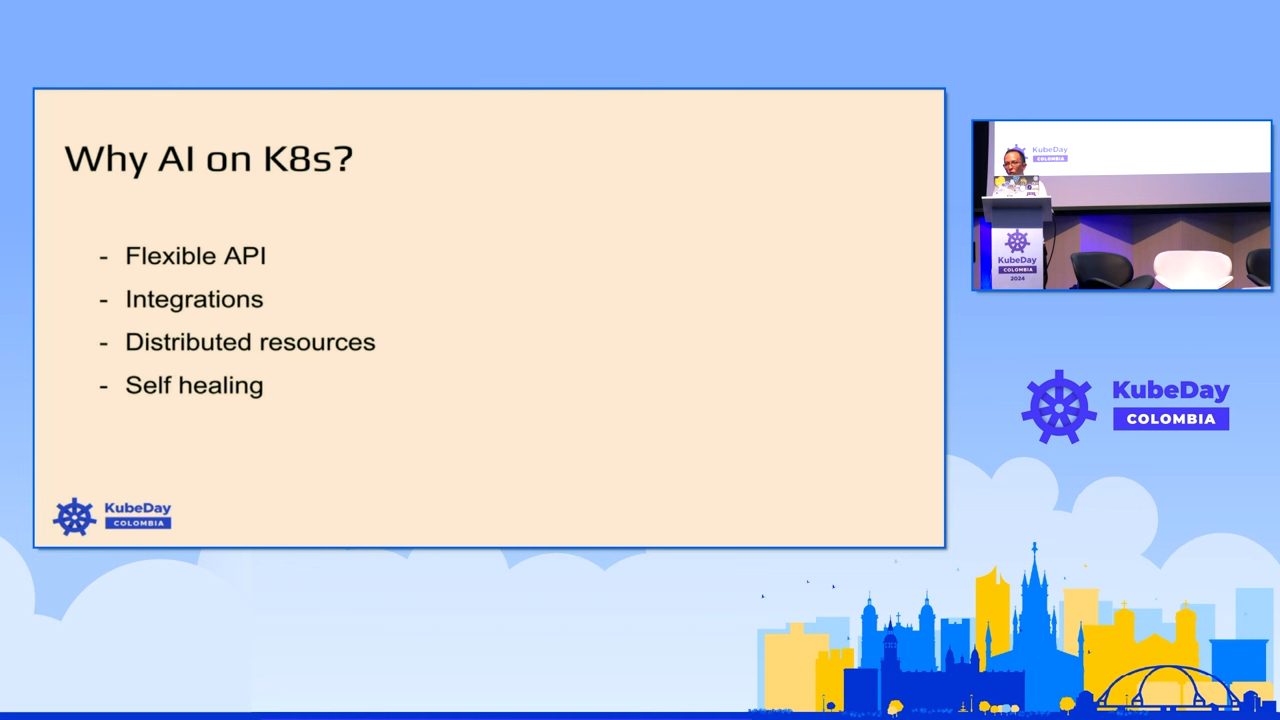 Why AI on K8s?
- Flexible API
- Integrations
- Distributed resources
- Self healing
KubeDay
COLOMBIA
KubeDay
COLOMBIA
KubeDay
COLOMBIA
2024
KubeDay
COLOMBIA